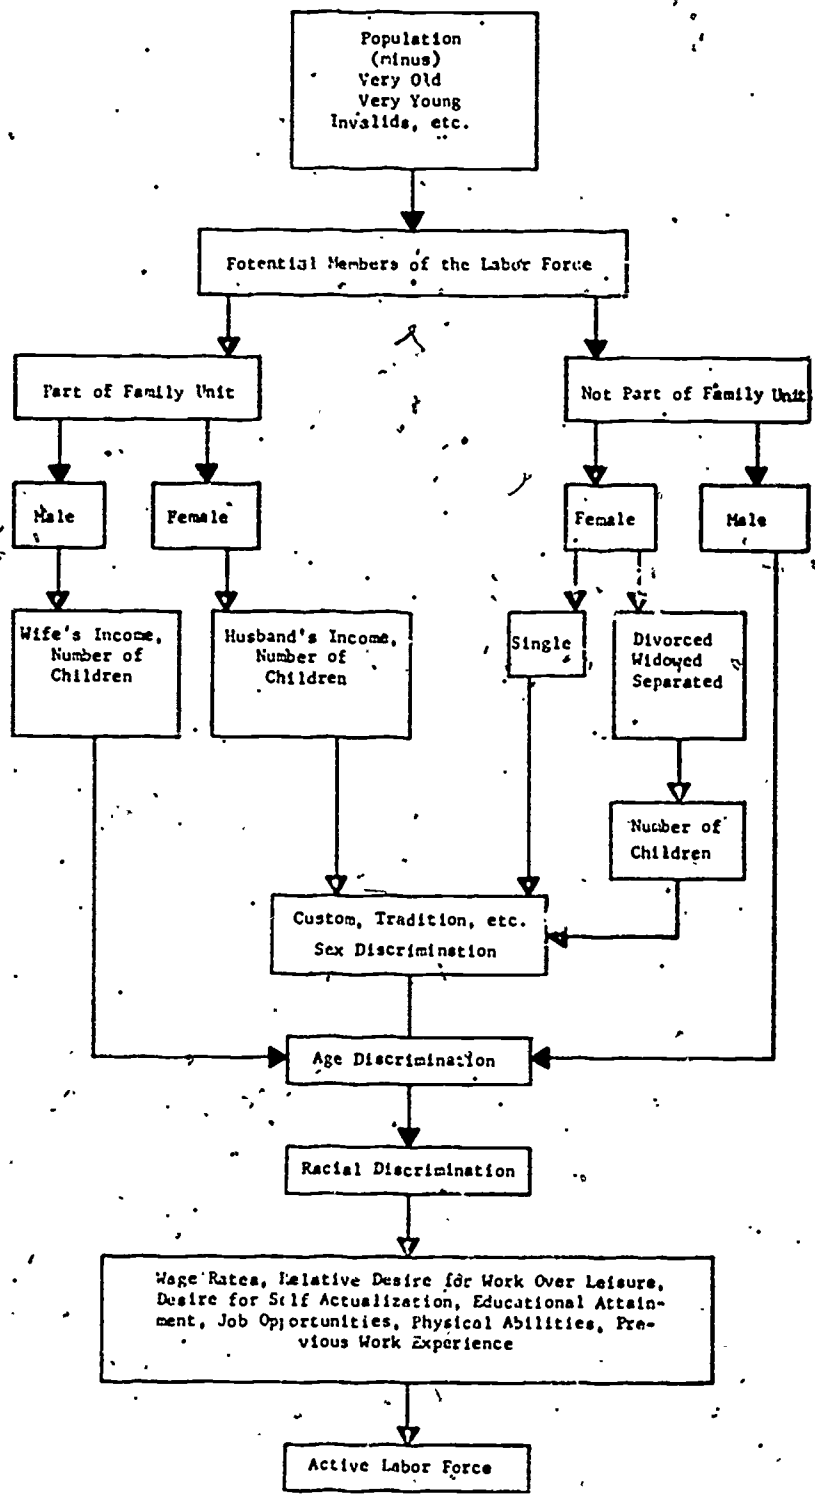 Population
(minus)
Very Old
Very Young
Invalids, etc.
Potential Members of the Labor Force
Part of Family Unit
Not Part of Family Unit
Male
Female
Female
Male
Wife's Income,
Number of
Children
Husband's Income,
Number of
Children
Single
Divorced
Widowed
Separated
Number of
Children
Custom, Tradition, etc.
Sex Discrimination
Age Discrimination
Racial Discrimination
Wage Rates, Relative Desire for Work Over Leisure,
Desire for Self Actualization, Educational Attain-
ment, Job Opportunities, Physical Abilities, Pre-
vious Work Experience
Active Labor Force